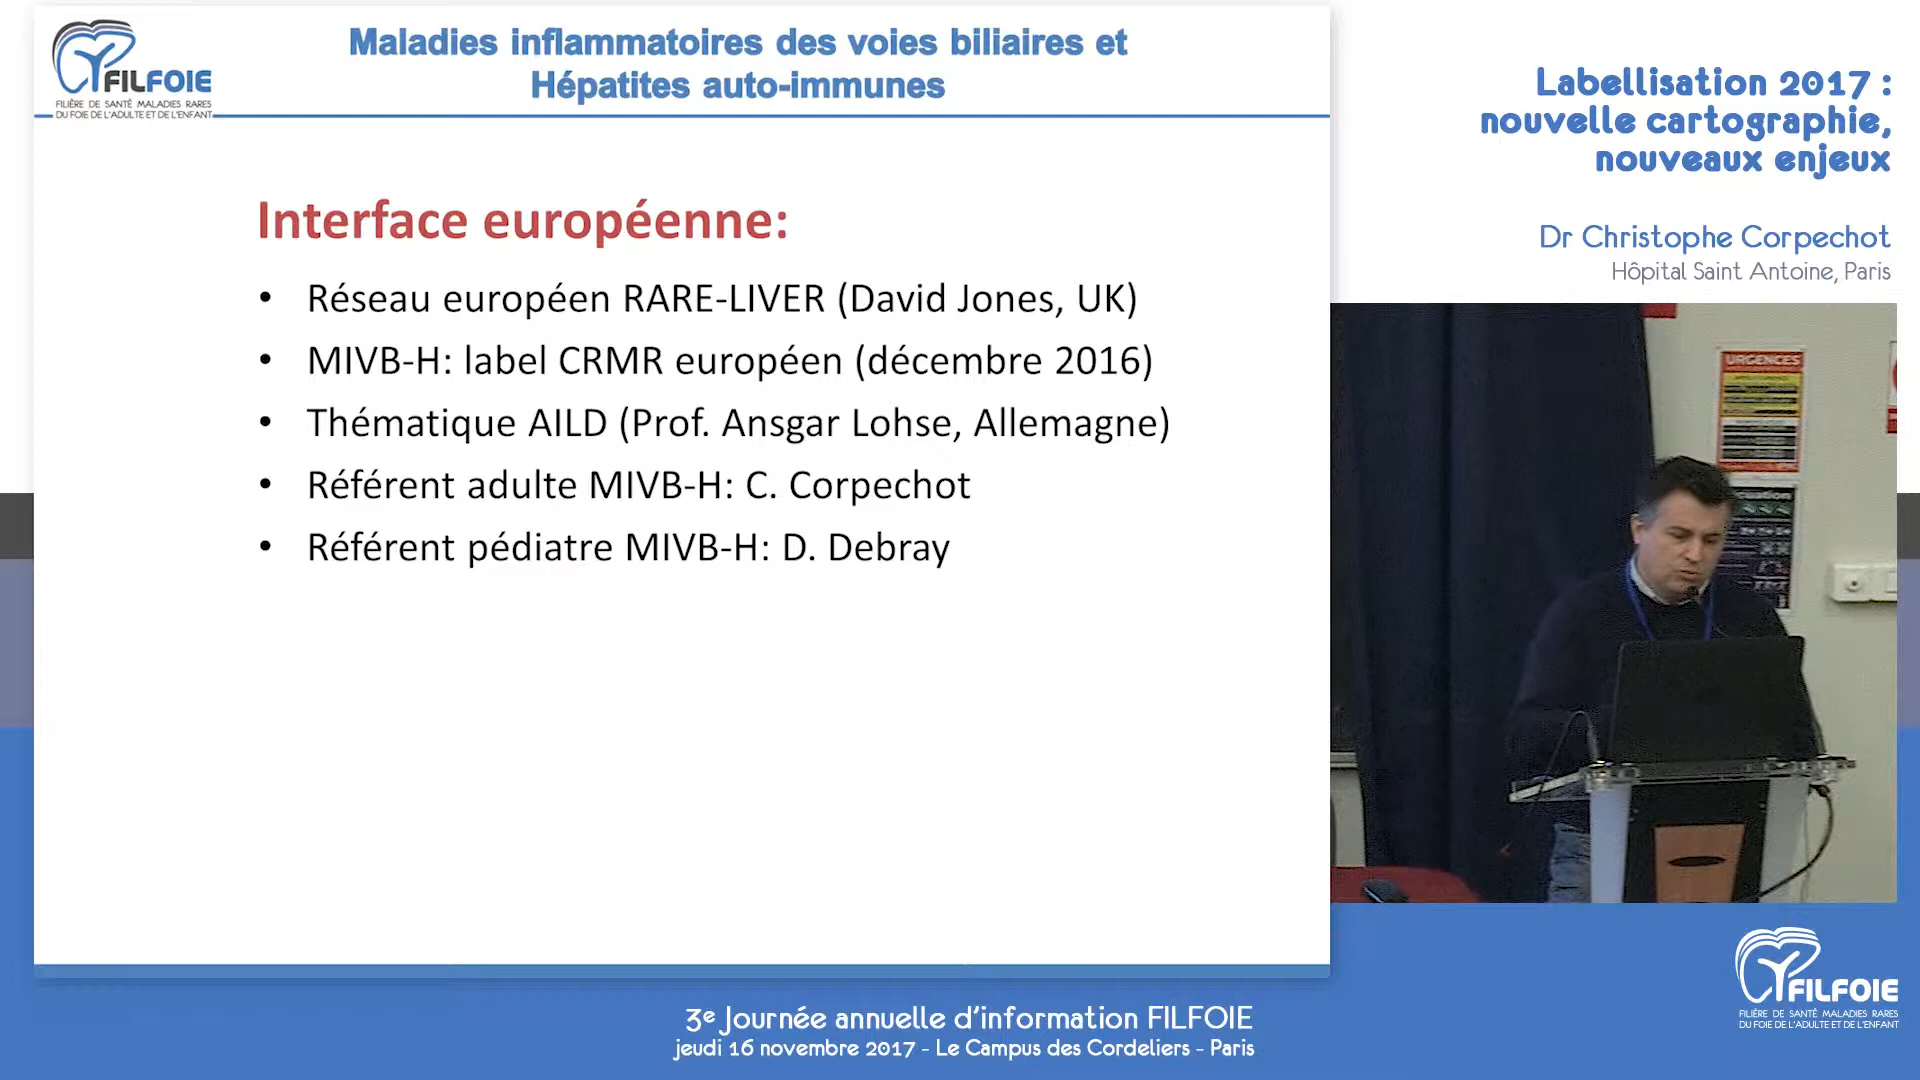 FILFOIE
FILIÈRE DE SANTÉ MALADIES RARES
DU FOIE DE L'ADULTE ET DE L'ENFANT
Maladies inflammatoires des voies biliaires et
Hépatites auto-immunes
Interface européenne:
• Réseau européen RARE-LIVER (David Jones, UK)
• MIVB-H: label CRMR européen (décembre 2016)
• Thématique AILD (Prof. Ansgar Lohse, Allemagne)
• Référent adulte MIVB-H: C. Corpechot
• Référent pédiatre MIVB-H: D. Debray
Labellisation 2017 :
nouvelle cartographie,
nouveaux enjeux
Dr Christophe Corpechot
Hôpital Saint Antoine, Paris
URGENCES
3e Journée annuelle d'information FILFOIE
jeudi 16 novembre 2017 - Le Campus des Cordeliers - Paris
FILFOIE
FILIÈRE DE SANTÉ MALADIES RARES
DU FOIE DE L'ADULTE ET DE L'ENFANT